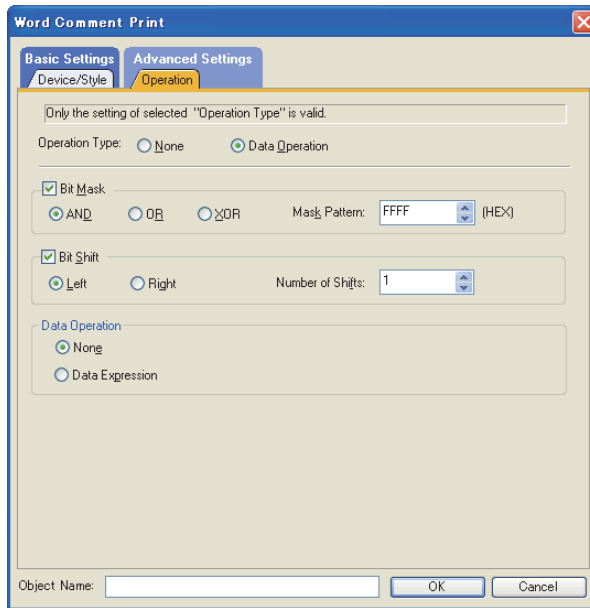 Word Comment Print
Basic Settings Advanced Settings
Device/Style Operation
Only the setting of selected "Operation Type" is valid.
Operation Type: None Data Operation
Bit Mask
AND OR XOR Mask Pattern: FFFF (HEX)
Bit Shift
Left Right Number of Shifts: 1
Data Operation
None
Data Expression
Object Name: OK Cancel